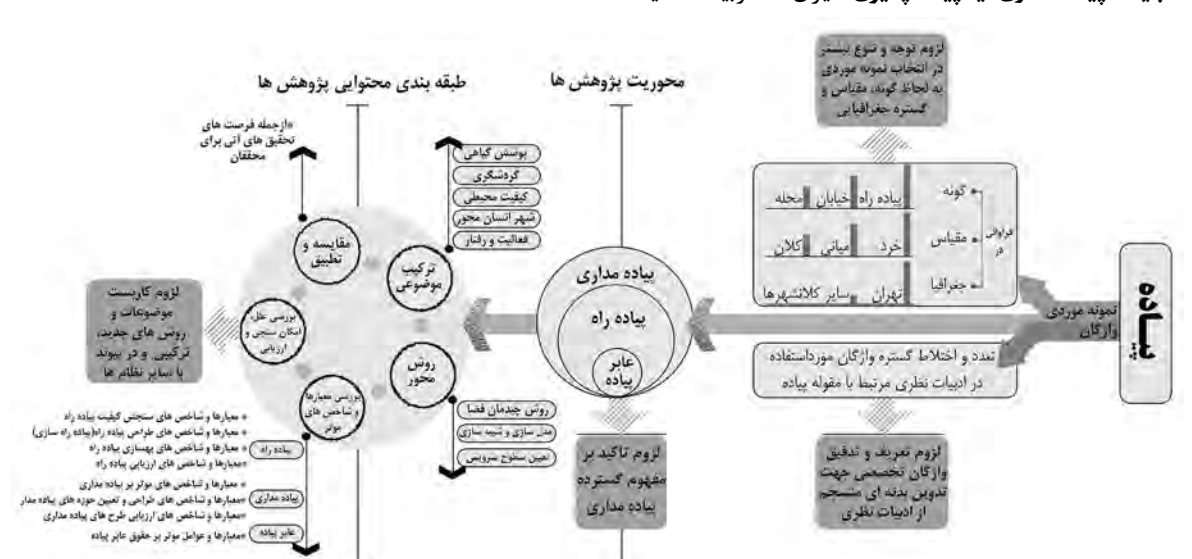 لزوم توجه و تنوع بیشتر
در انتخاب نمونه موردی
به لحاظ گونه، مقیاس و
گستره جغرافیایی
پیاده
نمونه موردی
واژگان
فراوانی
در
گونه
مقیاس
جغرافیا
پیاده راه
خیابان
محله
خرد
میانی
کلان
تهران
سایر کلانشهرها
تعدد و اختلاط گستره واژگان مورداستفاده
در ادبیات نظری مرتبط با مقوله پیاده
لزوم تعریف و تدقیق
واژگان تخصصی جهت
تدوین بدنه ای منسجم
از ادبیات نظری
محوریت پژوهش ها
پیاده مداری
پیاده راه
عابر
پیاده
لزوم تاکید بر
مفهوم گسترده
پیاده مداری
طبقه بندی محتوایی پژوهش ها
پوشش گیاهی
گردشگری
کیفیت محیطی
شهر انسان محور
فعالیت و رفتار
ترکیب
موضوعی
روش
محور
روش چیدمان فضا
مدل سازی و شبیه سازی
تعیین سطوح سرویس
*ازجمله فرصت های
تحقیق های آتی برای
محققان
مقایسه و
تطبیق
بررسی علل،
امکان سنجی و
ارزیابی
بررسی معیارها
و شاخص های
موثر
لزوم کاربست
موضوعات و
روش های جدید،
ترکیبی و در پیوند
با سایر نظام ها
پیاده راه
* معیارها و شاخص های سنجش کیفیت پیاده راه
* معیارها و شاخص های طراحی پیاده راه(پیاده راه سازی)
* معیارها و شاخص های بهسازی پیاده راه
*معیارها و شاخص های ارزیابی پیاده راه
پیاده مداری
* معیارها و شاخص های موثر بر پیاده مداری
*معیارها و شاخص های طراحی و تعیین حوزه های پیاده مدار
*معیارها و شاخص های ارزیابی طرح های پیاده مداری
عابر پیاده
*معیارها و عوامل موثر بر حقوق عابر پیاده